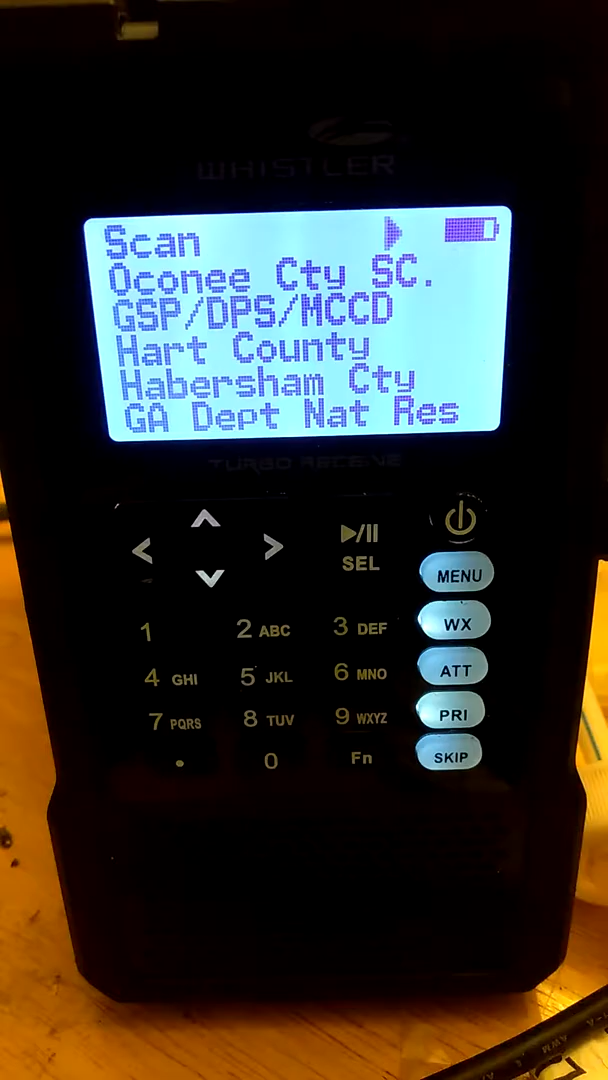 WHISTLER
Scan
Oconee Cty SC.
GSP/DPS/MCCD
Hart County
Habersham Cty
GA Dept Nat Res
TURBO RECEIVE
▶/II
SEL
MENU
1
2 ABC
3 DEF
WX
4 GHI
5 JKL
6 MNO
ATT
7 PQRS
8 TUV
9 WXYZ
PRI
.
0
Fn
SKIP
AWM